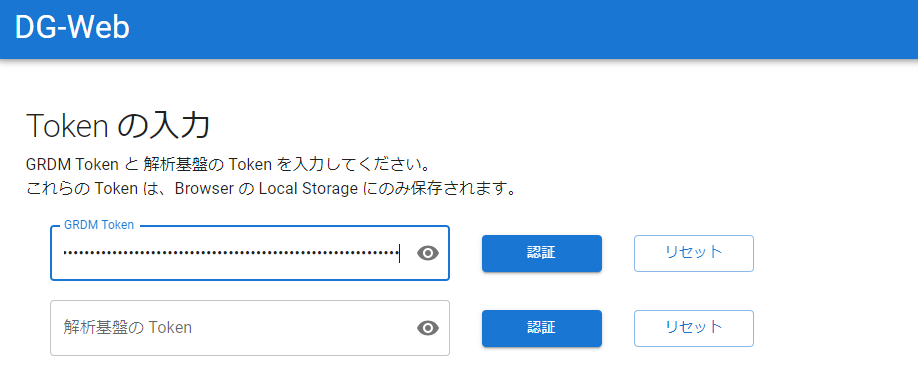 DG-Web
Token の入力
GRDM Token と 解析基盤の Token を入力してください。
これらの Token は、Browser の Local Storage にのみ保存されます。
GRDM Token
認証
リセット
解析基盤の Token
認証
リセット